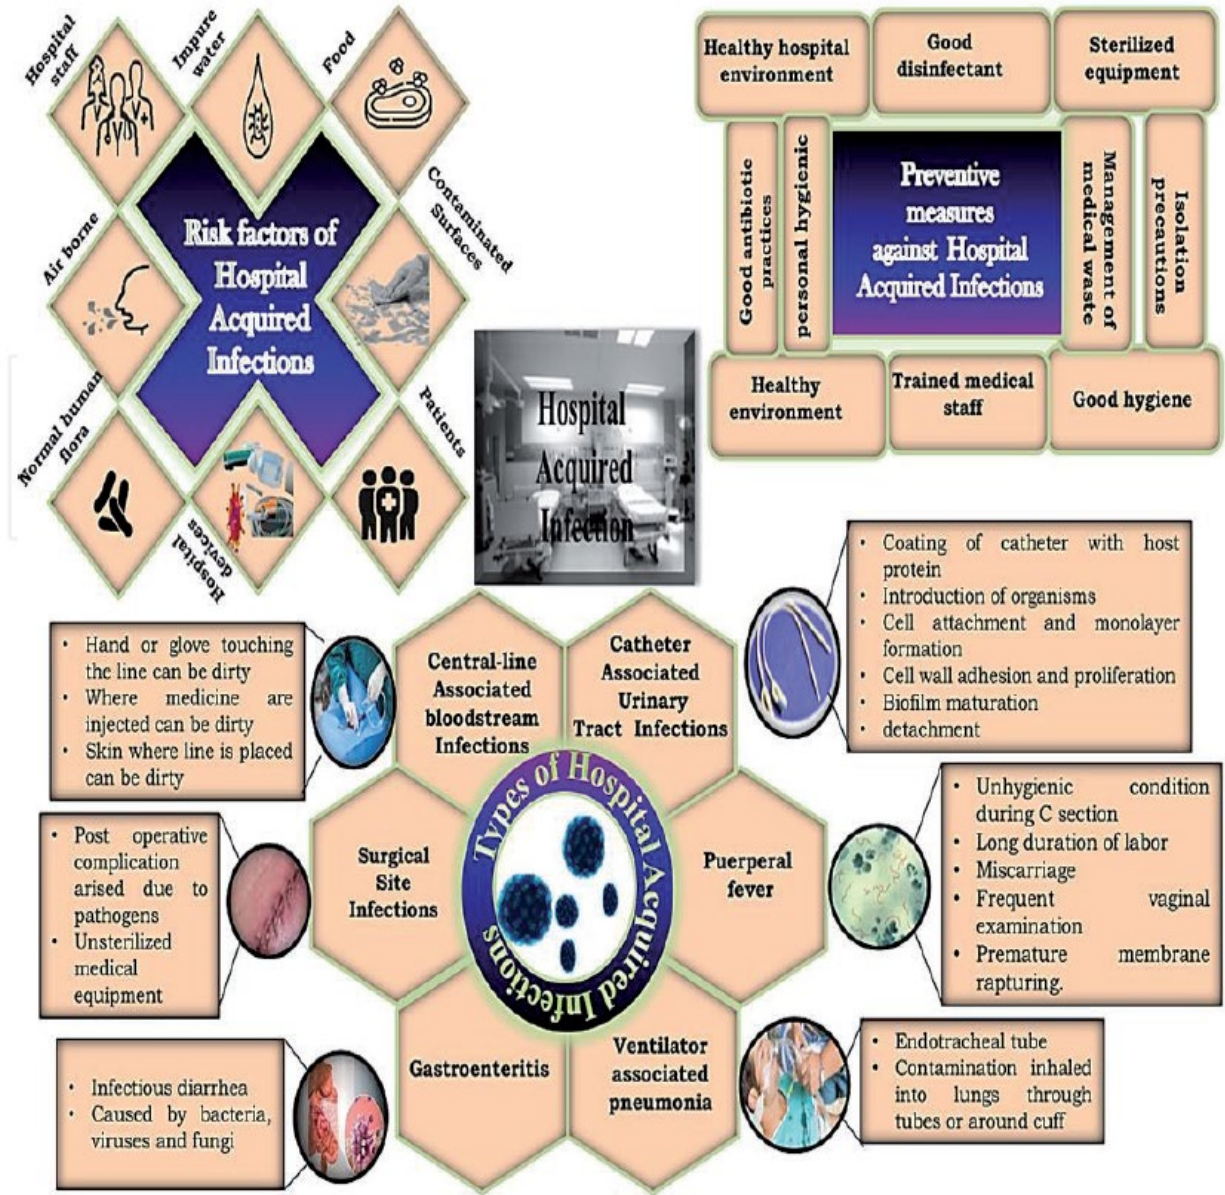 Hospital
staff
Impure
water
Food
Contaminated
Surfaces
Air borne
Risk factors of
Hospital
Acquired
Infections
Normal human
flora
Hospital
devices
Patients
Healthy hospital
environment
Good
disinfectant
Sterilized
equipment
Good antibiotic
practices
personal hygienic
Preventive
measures
against Hospital
Acquired Infections
Management of
medical waste
Isolation
precautions
Healthy
environment
Trained medical
staff
Good hygiene
Hospital
Acquired
Infection
• Hand or glove touching
the line can be dirty
• Where medicine are
injected can be dirty
• Skin where line is placed
can be dirty
Central-line
Associated
bloodstream
Infections
Catheter
Associated
Urinary
Tract Infections
• Coating of catheter with host
protein
• Introduction of organisms
• Cell attachment and monolayer
formation
• Cell wall adhesion and proliferation
• Biofilm maturation
• detachment
• Post operative
complication
arised due to
pathogens
• Unsterilized
medical
equipment
Surgical
Site
Infections
Types of Hospital Acquired Infections
Puerperal
fever
• Unhygienic condition
during C section
• Long duration of labor
• Miscarriage
• Frequent vaginal
examination
• Premature membrane
rapturing.
• Infectious diarrhea
• Caused by bacteria,
viruses and fungi
Gastroenteritis
Ventilator
associated
pneumonia
• Endotracheal tube
• Contamination inhaled
into lungs through
tubes or around cuff